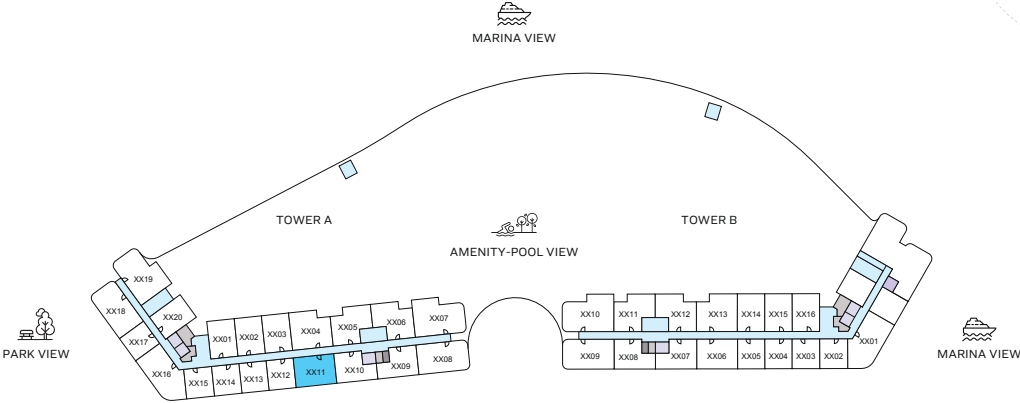 MARINA VIEW
TOWER A
TOWER B
AMENITY-POOL VIEW
PARK VIEW
MARINA VIEW
XX19
XX18
XX20
XX17
XX16
XX01
XX02
XX03
XX04
XX05
XX06
XX07
XX15
XX14
XX13
XX12
XX11
XX10
XX09
XX08
XX10
XX11
XX12
XX13
XX14
XX15
XX16
XX09
XX08
XX07
XX06
XX05
XX04
XX03
XX02
XX01